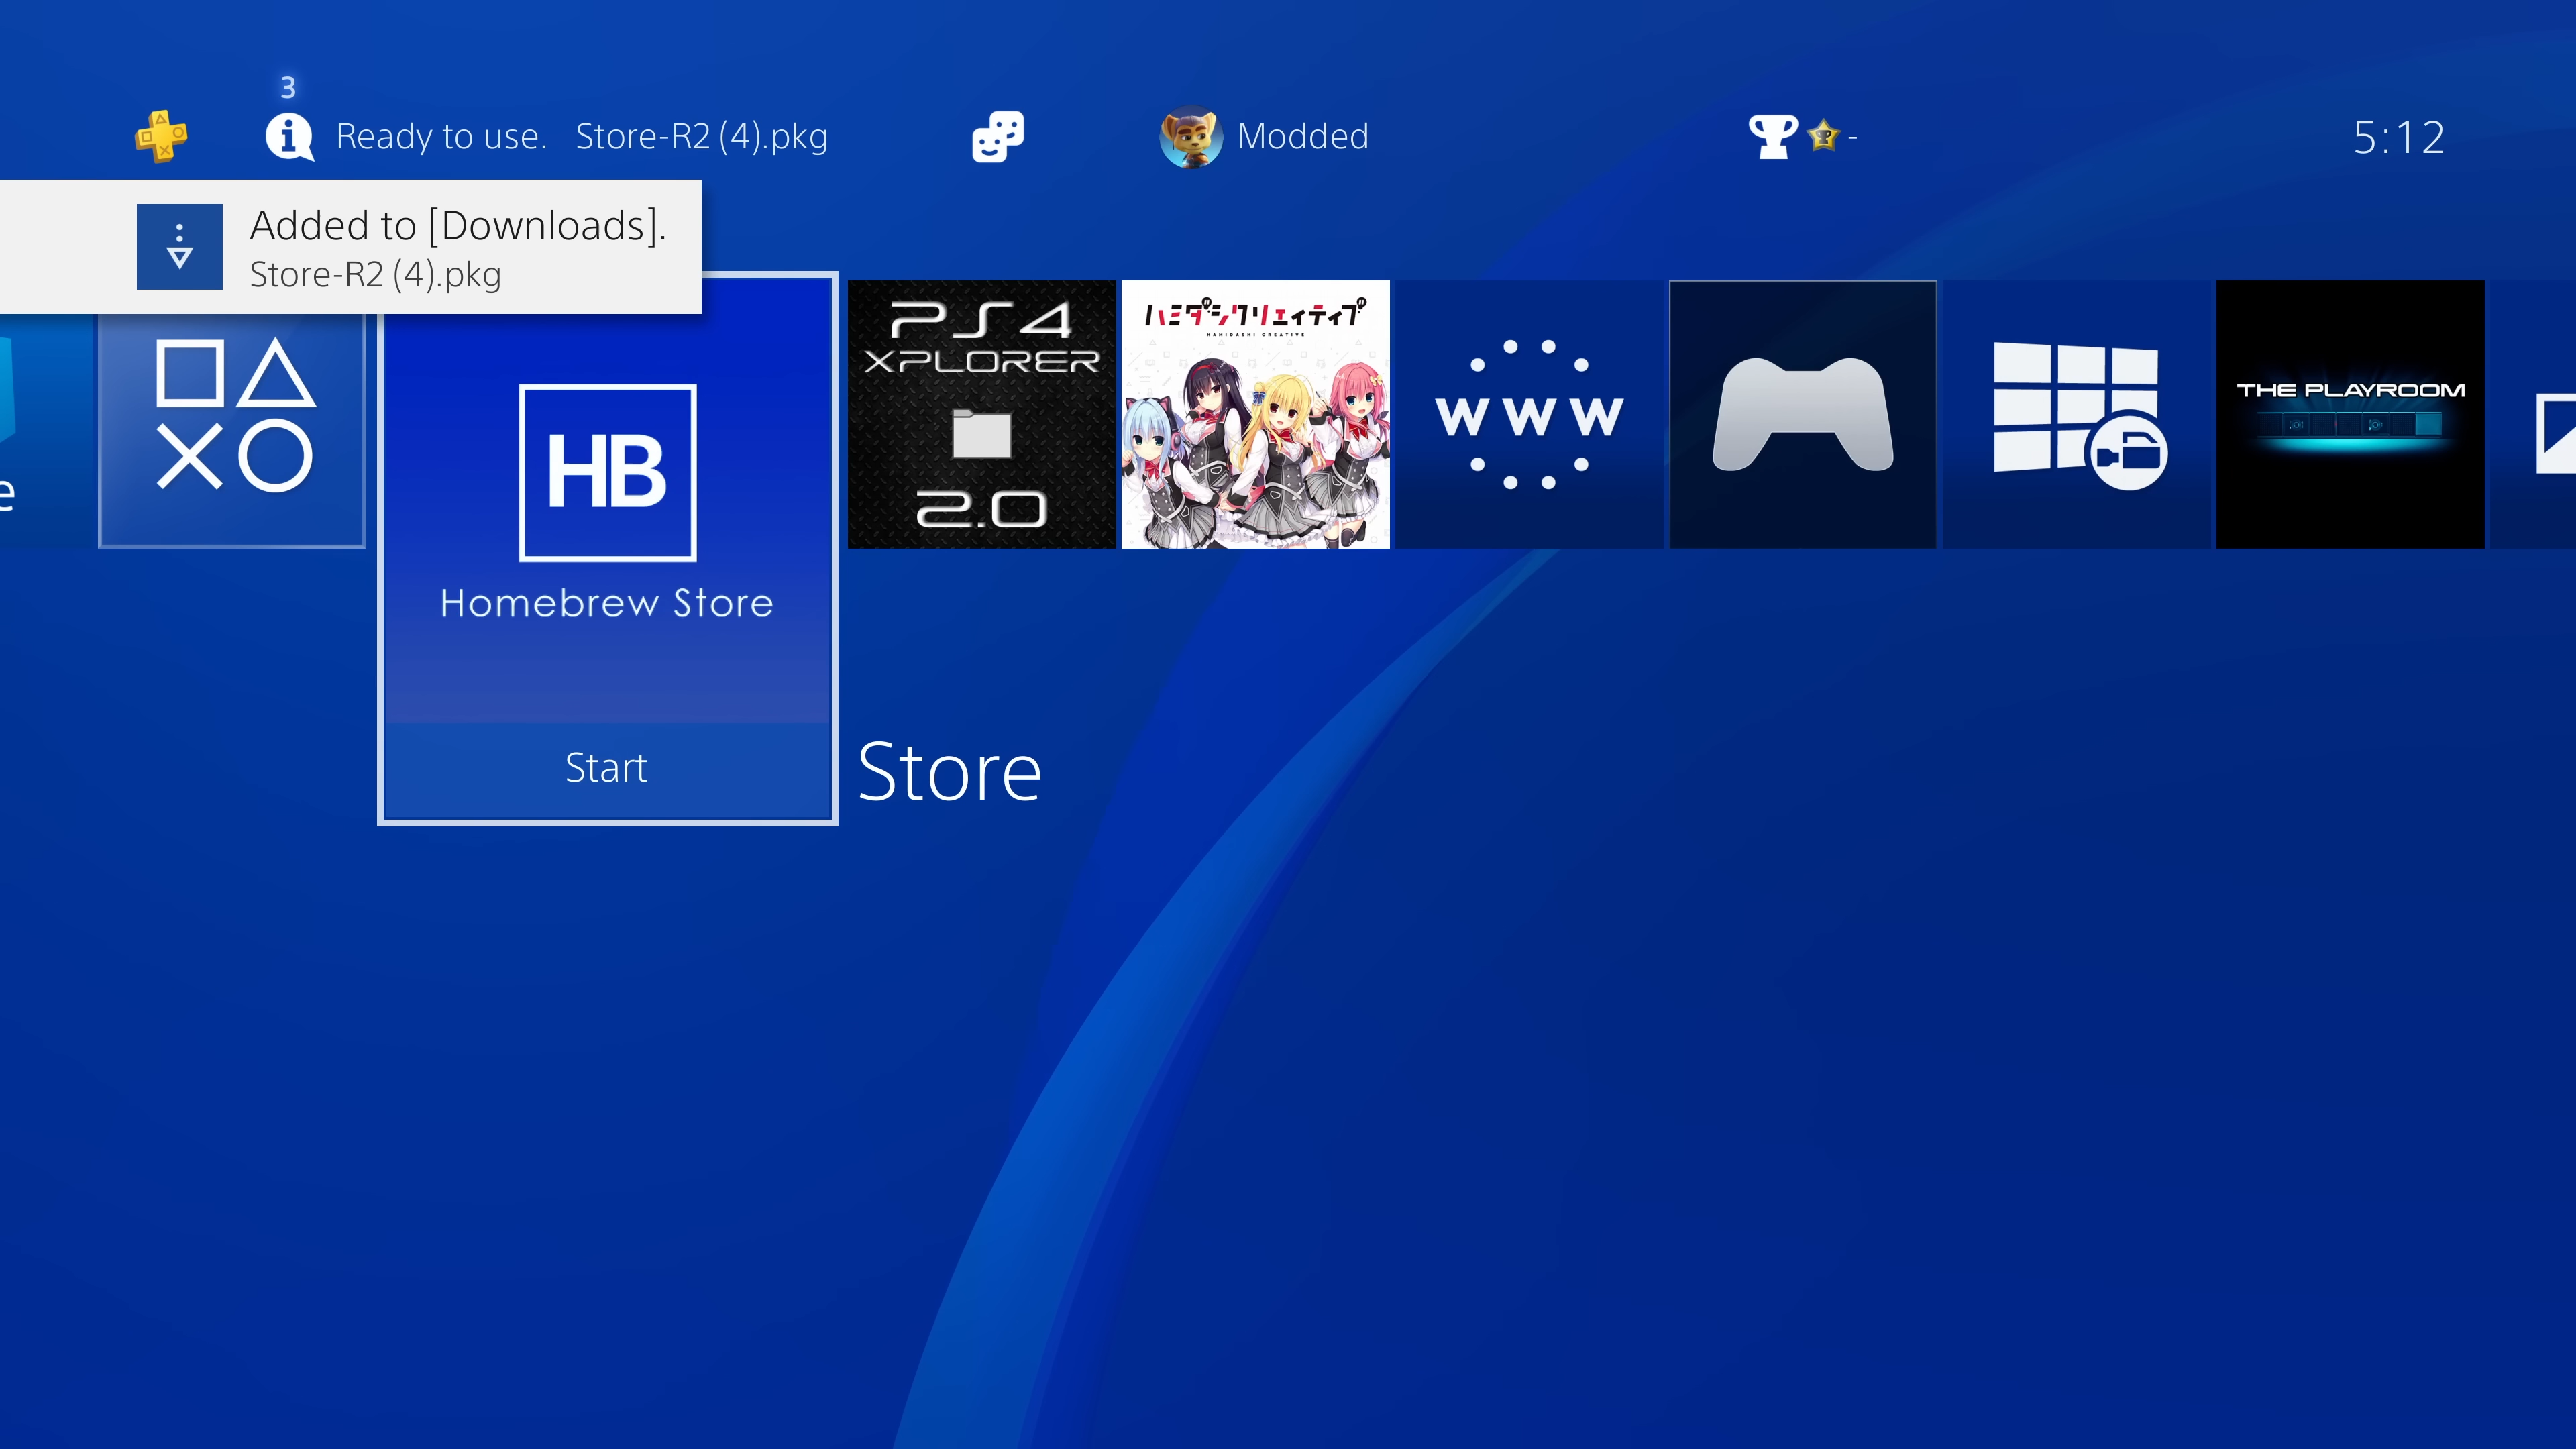 3
Ready to use. Store-R2 (4).pkg
Modded
-
5:12
Added to [Downloads].
Store-R2 (4).pkg
e
HB
Homebrew Store
Start
Store
PS4
XPLORER
2.0
ハミダシクリエイティブ
HAMIDASHI CREATIVE
WWW
THE PLAYROOM